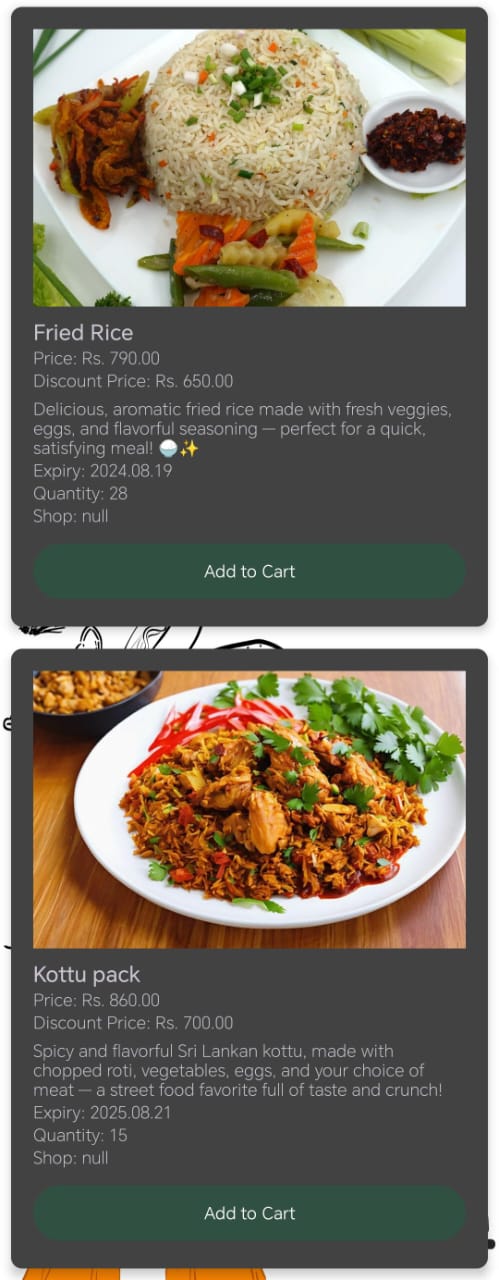 Fried Rice
Price: Rs. 790.00
Discount Price: Rs. 650.00
Delicious, aromatic fried rice made with fresh veggies,
eggs, and flavorful seasoning — perfect for a quick,
satisfying meal! 🍚✨
Expiry: 2024.08.19
Quantity: 28
Shop: null
Add to Cart
Kottu pack
Price: Rs. 860.00
Discount Price: Rs. 700.00
Spicy and flavorful Sri Lankan kottu, made with
chopped roti, vegetables, eggs, and your choice of
meat — a street food favorite full of taste and crunch!
Expiry: 2025.08.21
Quantity: 15
Shop: null
Add to Cart